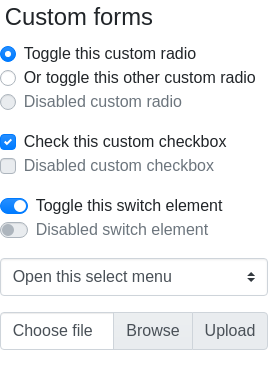 Custom forms
Toggle this custom radio
Or toggle this other custom radio
Disabled custom radio
Check this custom checkbox
Disabled custom checkbox
Toggle this switch element
Disabled switch element
Open this select menu
Choose file Browse Upload